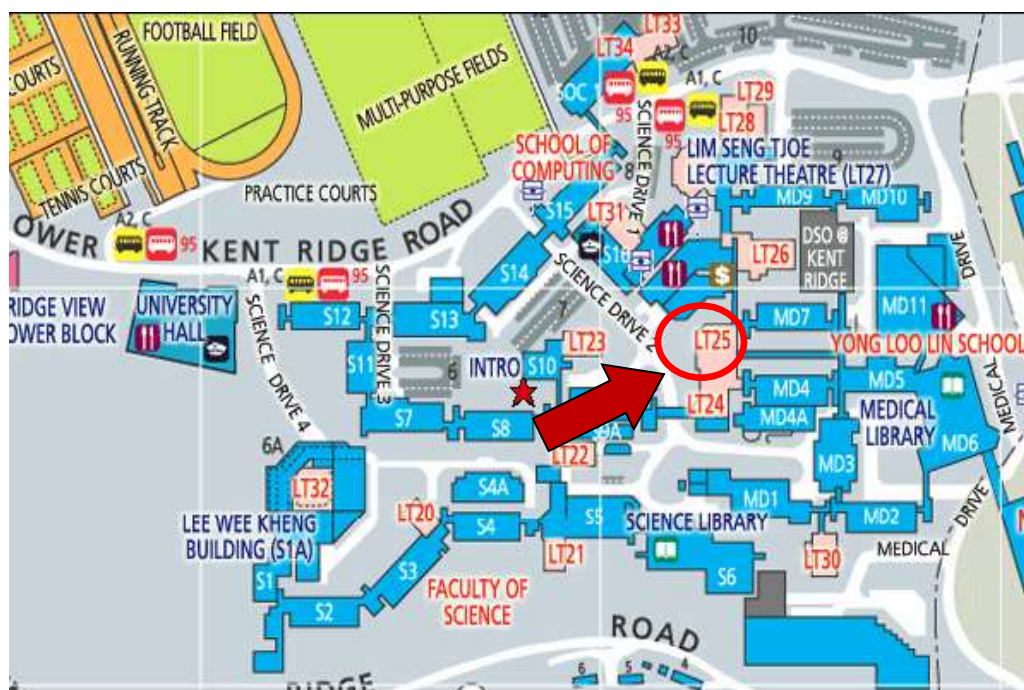 FOOTBALL FIELD
RUNNING TRACK
COURTS
TENNIS COURTS
MULTI-PURPOSE FIELDS
PRACTICE COURTS
LT33
LT34
A2, C
10
A1, C
SOC 1
95
95
LT29
LT28
SCHOOL OF
COMPUTING
8
SCIENCE DRIVE 1
LIM SENG TJOE
LECTURE THEATRE (LT27)
9
S15
LT31
S16
MD9
MD10
LT26
DSO @
KENT
RIDGE
DRIVE
A2, C
95
OWER KENT RIDGE ROAD
A1, C
95
S14
SCIENCE DRIVE 2
$
RIDGE VIEW
OWER BLOCK
UNIVERSITY
HALL
S12
SCIENCE DRIVE 3
S13
7
LT23
LT25
MD7
MD11
YONG LOO LIN SCHOOL
S11
6
INTRO
S10
SCIENCE DRIVE 4
LT24
MD4
MD4A
MD5
MEDICAL
MEDICAL
LIBRARY
MD6
S7
S8
S9A
6A
LT22
MD3
LT32
S4A
LT20
S4
S5
SCIENCE LIBRARY
MD1
MD2
DRIVE
LEE WEE KHENG
BUILDING (S1A)
S3
LT21
LT30
MEDICAL
S1
S2
FACULTY OF
SCIENCE
S6
ROAD
6
5
4
RIDGE